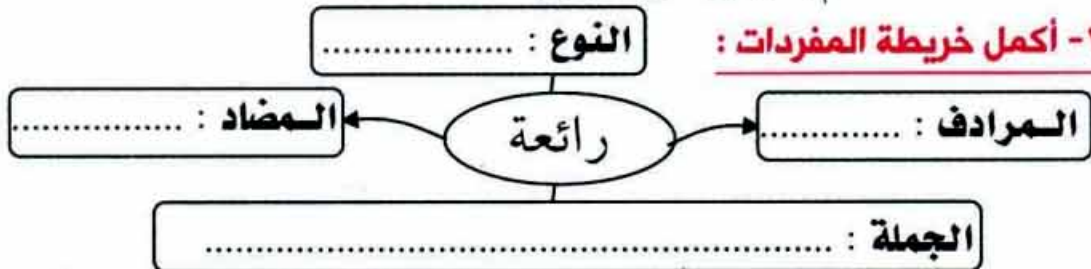 - أكمل خريطة المفردات :
النوع : ..................
المرادف : ..............
رائعة
المضاد : .................
الجملة : ................................................................